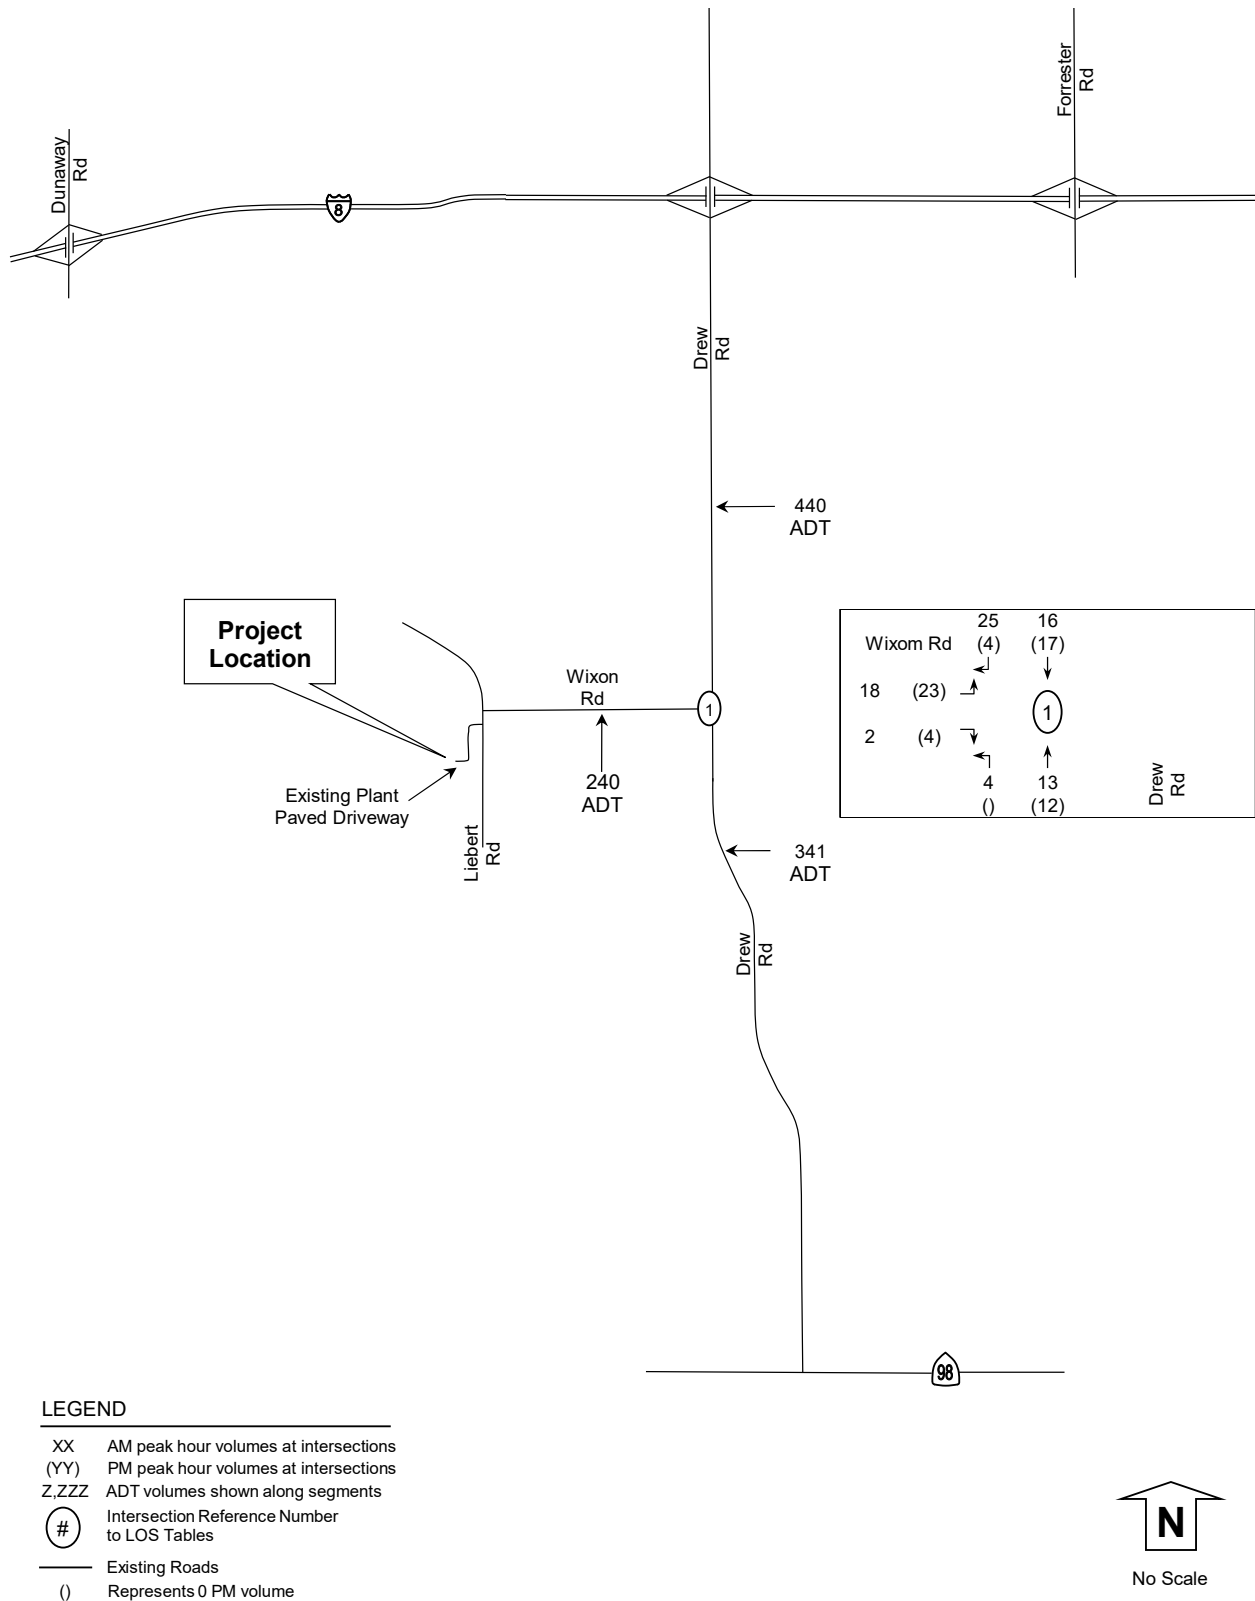 Forrester
Rd
Dunaway
Rd
8
Drew
Rd
440
ADT
Project
Location
Wixon
Rd
1
240
ADT
Existing Plant
Paved Driveway
Liebert
Rd
341
ADT
25 16
Wixom Rd (4) (17)
18 (23)
1
2 (4)
4 13
() (12)
Drew
Rd
Drew
Rd
98
LEGEND
XX AM peak hour volumes at intersections
(YY) PM peak hour volumes at intersections
Z,ZZZ ADT volumes shown along segments
# Intersection Reference Number
to LOS Tables
Existing Roads
() Represents 0 PM volume
N
No Scale